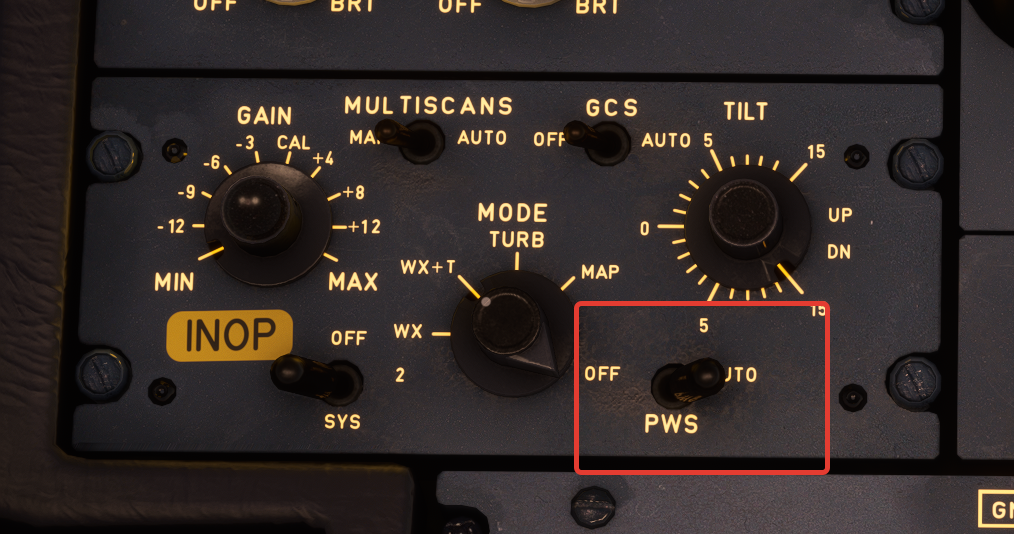 OFF BRT OFF BRT
GAIN
MULTISCANS
GCS
TILT
-3 CAL
-6 +4
-9 +8
-12 +12
MIN MAX
AUTO
OFF AUTO
5 15
0
UP
DN
5 15
MODE
TURB
WX+T MAP
WX
INOP
OFF
2
SYS
OFF
PWS